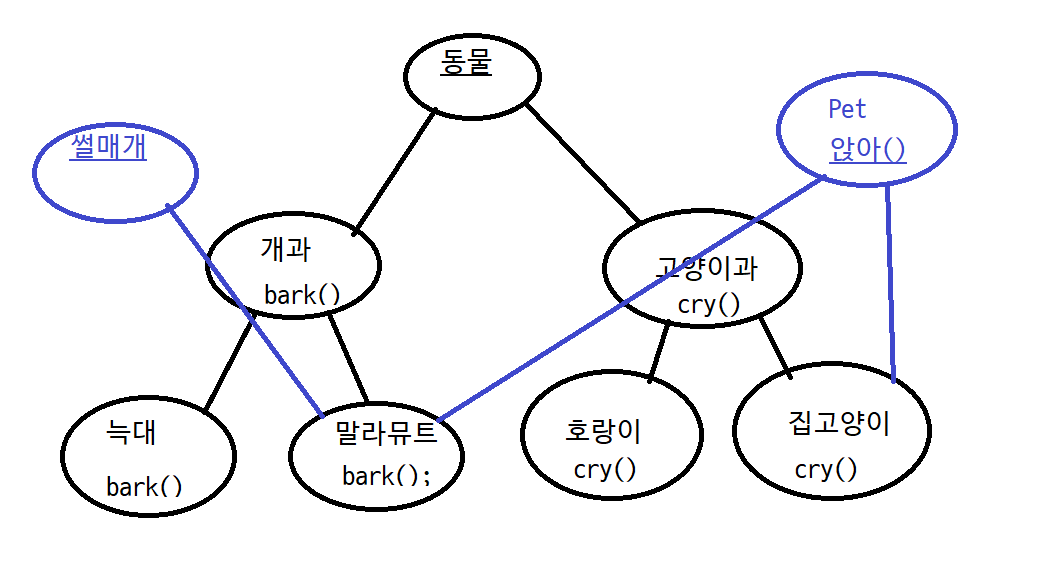 동물
Pet
앉아()
썰매개
개과
bark()
고양이과
cry()
늑대
bark()
말라뮤트
bark();
호랑이
cry()
집고양이
cry()